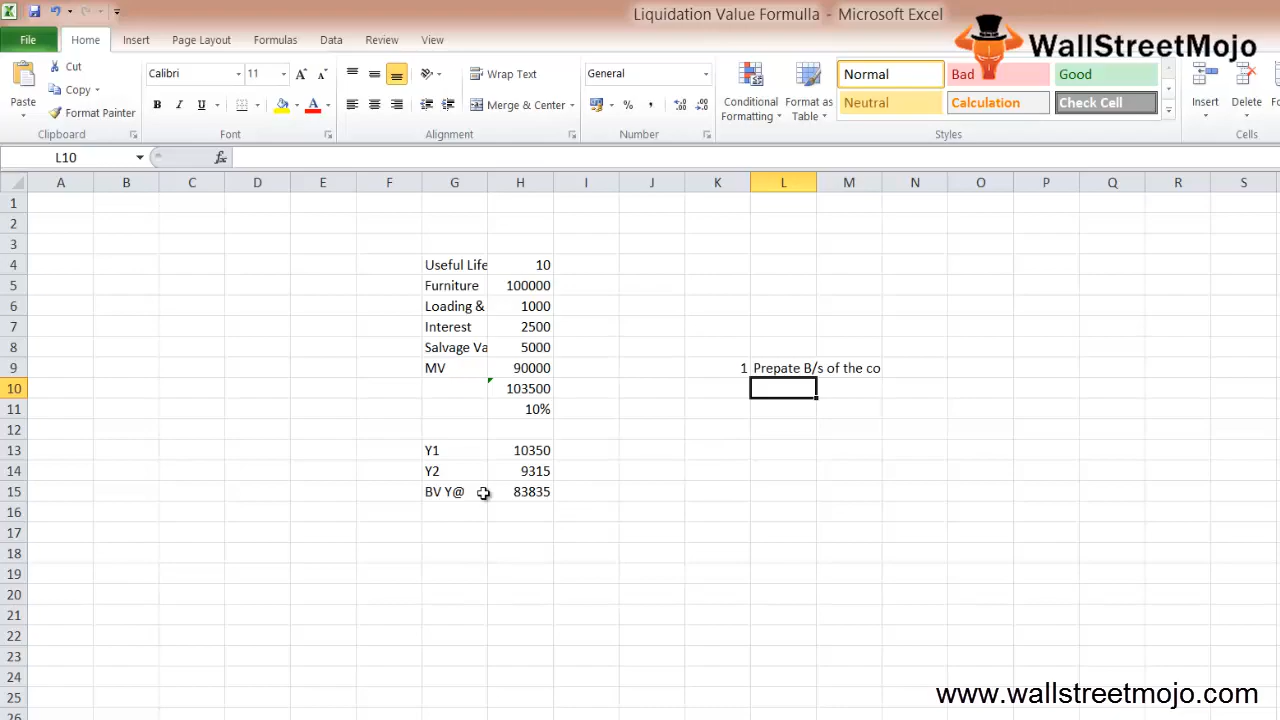 Liquidation Value Formulla - Microsoft Excel
WallStreetMojo
File Home Insert Page Layout Formulas Data Review View
Cut
Copy
Format Painter
Paste
Clipboard
Calibri 11
B I U
Font
Wrap Text
Merge & Center
Alignment
General
Number
Conditional Formatting
Format as Table
Normal Bad Good
Neutral Calculation Check Cell
Styles
Insert Delete
Cells
L10 fx
A B C D E F G H I J K L M N O P Q R S
1
2
3
4 Useful Life 10
5 Furniture 100000
6 Loading & 1000
7 Interest 2500
8 Salvage Va 5000
9 MV 90000 1 Prepate B/s of the co
10 103500
11 10%
12
13 Y1 10350
14 Y2 9315
15 BV Y@ 83835
16
17
18
19
20
21
22
23
24
25
26
www.wallstreetmojo.com